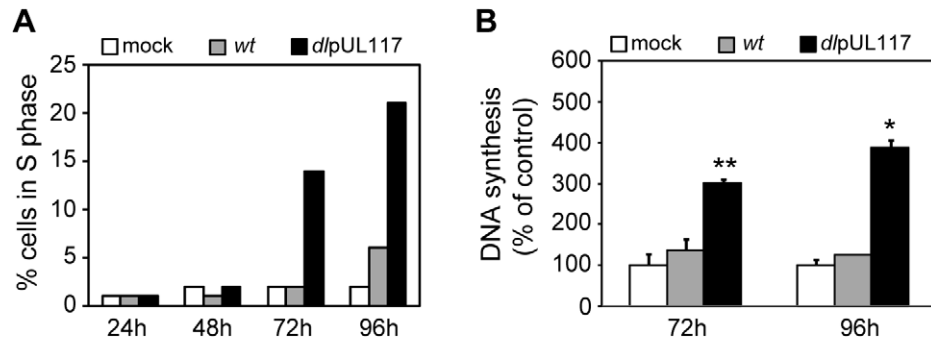 A
mock wt dlpUL117
% cells in S phase
25
20
15
10
5
0
24h 48h 72h 96h
B
mock wt dlpUL117
DNA synthesis
(% of control)
600
500
400
300
200
100
0
**
*
72h 96h